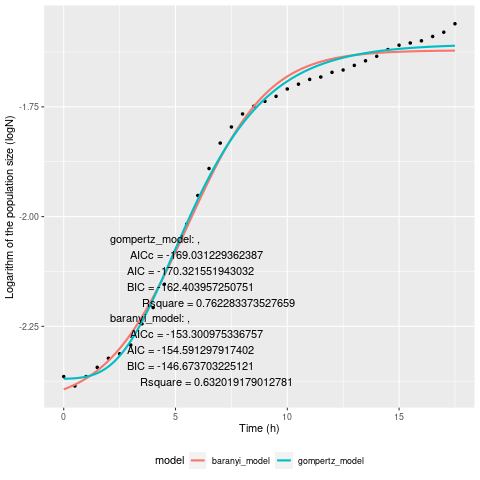 -1.75
-2.00
-2.25
Logarithm of the population size (logN)
gompertz_model: ,
AICc = -169.031229362387
AIC = -170.321551943032
BIC = -162.403957250751
Rsquare = 0.762283373527659
baranyi_model: ,
AICc = -153.300975336757
AIC = -154.591297917402
BIC = -146.673703225121
Rsquare = 0.632019179012781
0 5 10 15
Time (h)
model baranyi_model gompertz_model